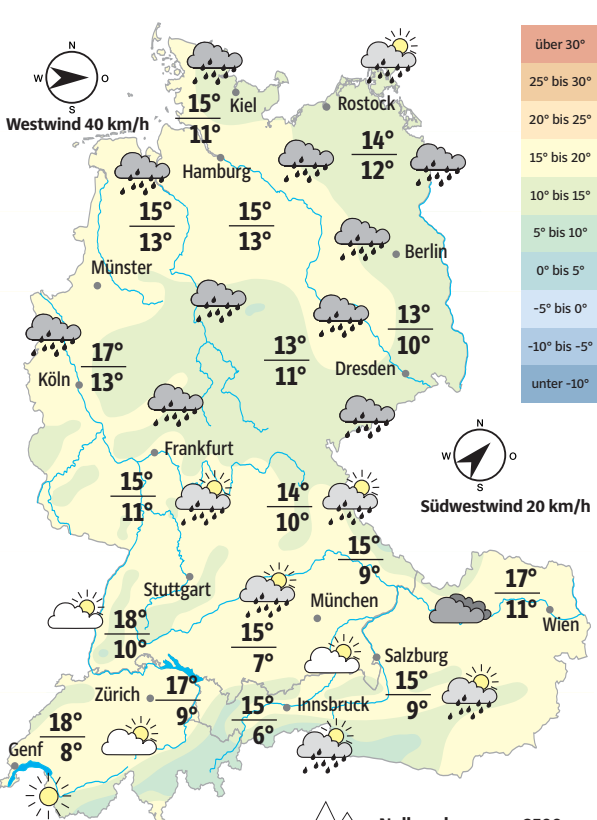 N
W O
S
Westwind 40 km/h
über 30°
25° bis 30°
20° bis 25°
15° bis 20°
10° bis 15°
5° bis 10°
0° bis 5°
-5° bis 0°
-10° bis -5°
unter -10°
15°
11°
Kiel
Rostock
14°
12°
Hamburg
15°
13°
15°
13°
Berlin
Münster
13°
10°
17°
13°
Köln
13°
11°
Dresden
Frankfurt
N
W O
S
Südwestwind 20 km/h
15°
11°
14°
10°
15°
9°
Stuttgart
München
17°
11°
Wien
18°
10°
15°
7°
Salzburg
15°
9°
Zürich
17°
9°
15°
6°
Innsbruck
18°
8°
Genf